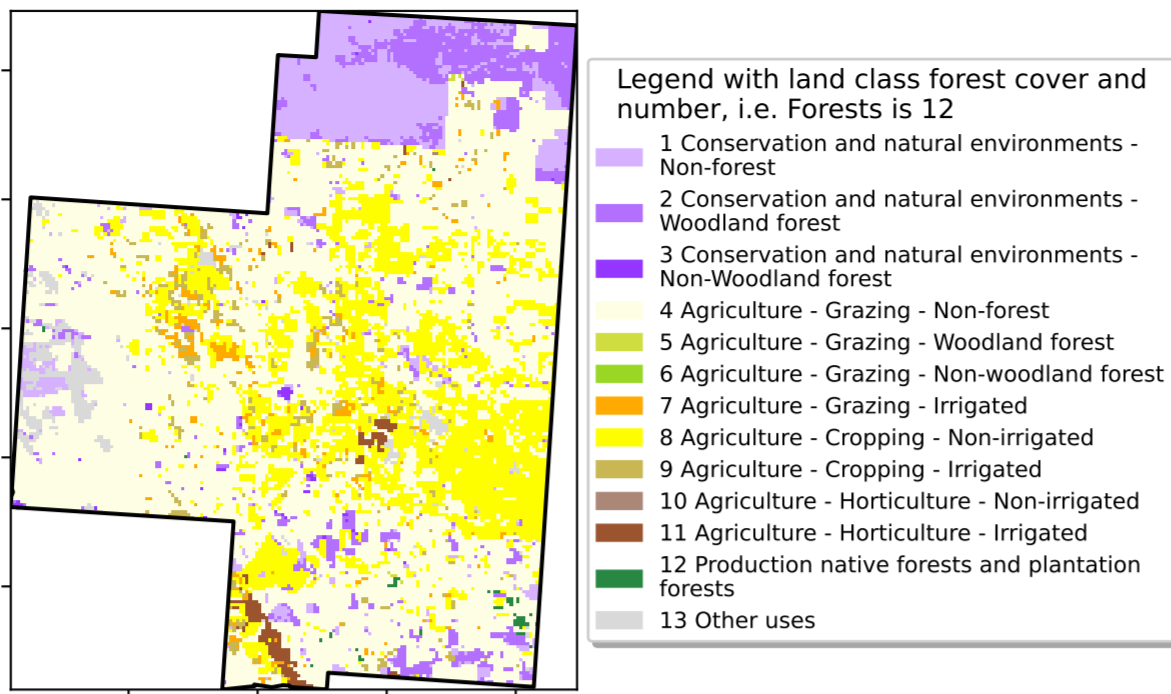 Legend with land class forest cover and
number, i.e. Forests is 12
1 Conservation and natural environments -
Non-forest
2 Conservation and natural environments -
Woodland forest
3 Conservation and natural environments -
Non-Woodland forest
4 Agriculture - Grazing - Non-forest
5 Agriculture - Grazing - Woodland forest
6 Agriculture - Grazing - Non-woodland forest
7 Agriculture - Grazing - Irrigated
8 Agriculture - Cropping - Non-irrigated
9 Agriculture - Cropping - Irrigated
10 Agriculture - Horticulture - Non-irrigated
11 Agriculture - Horticulture - Irrigated
12 Production native forests and plantation
forests
13 Other uses